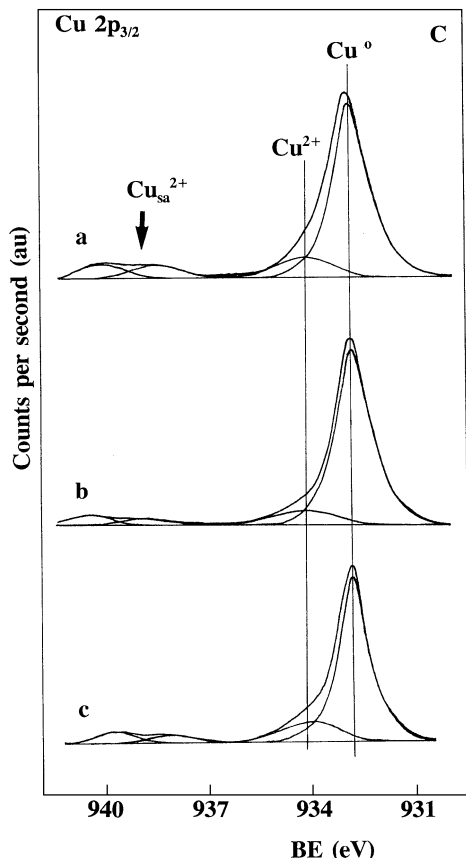 Cu 2p3/2
C
Cu o
Cu2+
Cusa2+
a
b
c
Counts per second (au)
940 937 934 931
BE (eV)